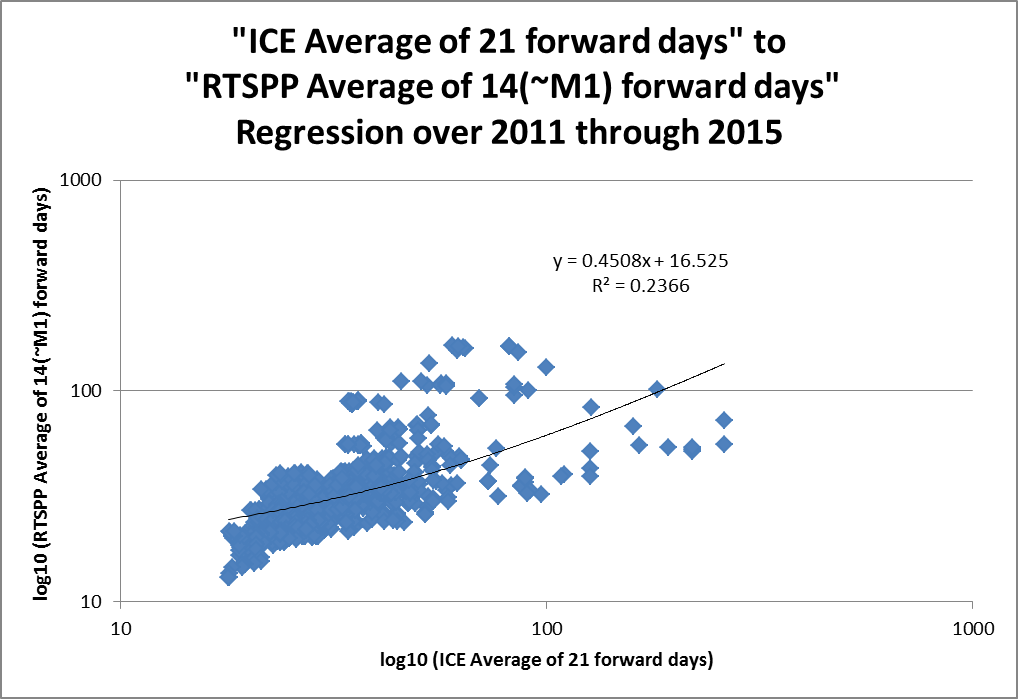 "ICE Average of 21 forward days" to
"RTSPP Average of 14(~M1) forward days"
Regression over 2011 through 2015
1000
y = 0.4508x + 16.525
R² = 0.2366
100
log10 (RTSPP Average of 14(~M1) forward days)
10
10
100
1000
log10 (ICE Average of 21 forward days)